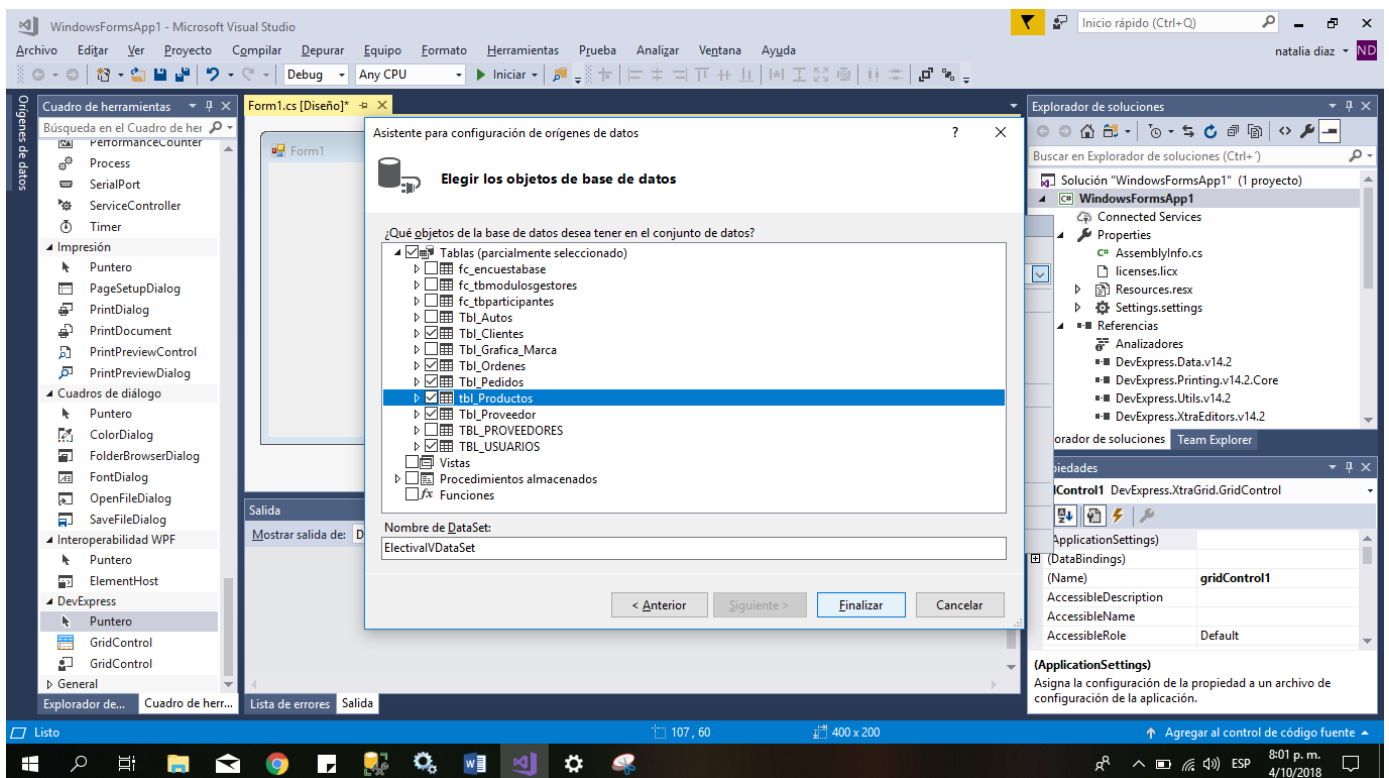 WindowsFormsApp1 - Microsoft Visual Studio
Inicio rápido (Ctrl+Q)
Archivo Editar Ver Proyecto Compilar Depurar Equipo Formato Herramientas Prueba Analizar Ventana Ayuda
natalia diaz ND
Debug Any CPU Iniciar
Orígenes de datos
Cuadro de herramientas
Búsqueda en el Cuadro de her
PerformanceCounter
Process
SerialPort
ServiceController
Timer
Impresión
Puntero
PageSetupDialog
PrintDialog
PrintDocument
PrintPreviewControl
PrintPreviewDialog
Cuadros de diálogo
Puntero
ColorDialog
FolderBrowserDialog
FontDialog
OpenFileDialog
SaveFileDialog
Interoperabilidad WPF
Puntero
ElementHost
DevExpress
Puntero
GridControl
GridControl
General
Explorador de... Cuadro de herr...
Form1.cs [Diseño]*
Form1
Asistente para configuración de orígenes de datos
Elegir los objetos de base de datos
¿Qué objetos de la base de datos desea tener en el conjunto de datos?
Tablas (parcialmente seleccionado)
fc_encuestabase
fc_tbmodulosgestores
fc_tbparticipantes
Tbl_Autos
Tbl_Clientes
Tbl_Grafica_Marca
Tbl_Ordenes
Tbl_Pedidos
tbl_Productos
Tbl_Proveedor
TBL_PROVEEDORES
TBL_USUARIOS
Vistas
Procedimientos almacenados
fx Funciones
Nombre de DataSet:
ElectivaIVDataSet
< Anterior Siguiente > Finalizar Cancelar
Salida
Mostrar salida de: D
Lista de errores Salida
Explorador de soluciones
Buscar en Explorador de soluciones (Ctrl+´)
Solución "WindowsFormsApp1" (1 proyecto)
C# WindowsFormsApp1
Connected Services
Properties
C# AssemblyInfo.cs
licenses.licx
Resources.resx
Settings.settings
Referencias
Analizadores
DevExpress.Data.v14.2
DevExpress.Printing.v14.2.Core
DevExpress.Utils.v14.2
DevExpress.XtraEditors.v14.2
orador de soluciones Team Explorer
piedades
lControl1 DevExpress.XtraGrid.GridControl
ApplicationSettings)
(DataBindings)
(Name) gridControl1
AccessibleDescription
AccessibleName
AccessibleRole Default
(ApplicationSettings)
Asigna la configuración de la propiedad a un archivo de
configuración de la aplicación.
Listo 107 , 60 400 x 200 Agregar al control de código fuente
ESP
8:01 p. m.
4/10/2018